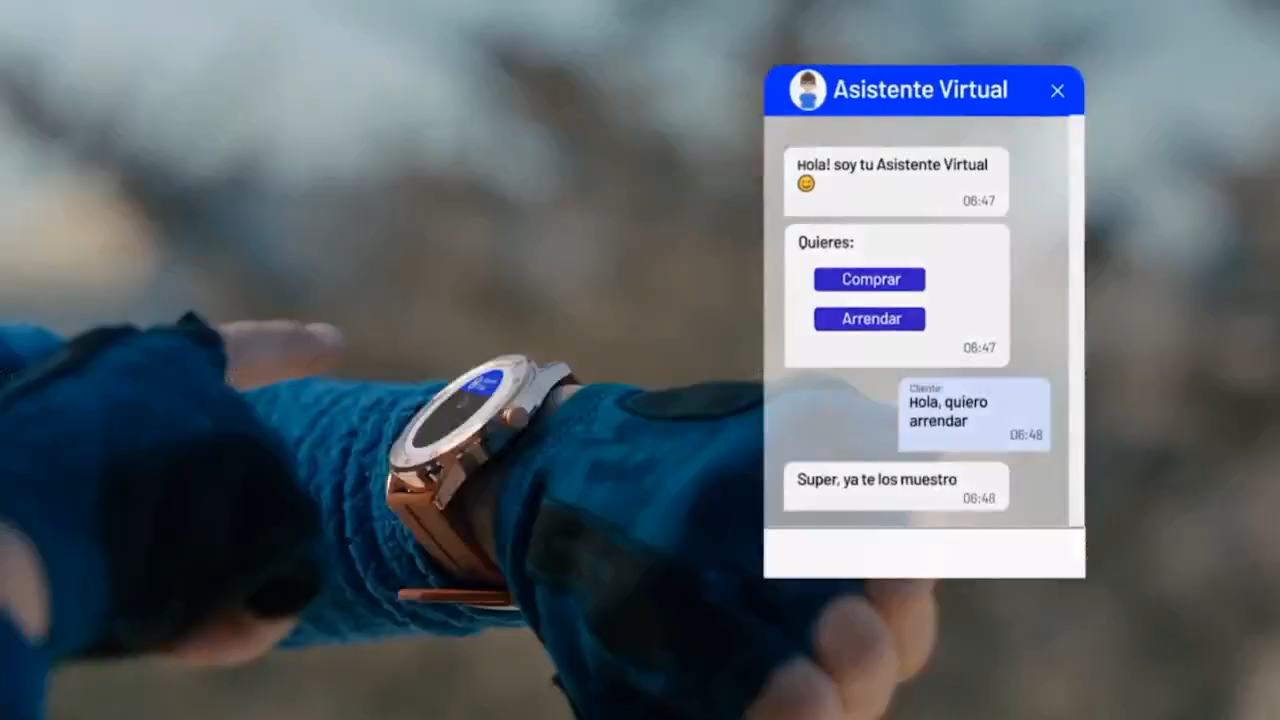 Asistente Virtual
Hola! soy tu Asistente Virtual
06:47
Quieres:
Comprar
Arrendar
06:47
Cliente:
Hola, quiero
arrendar
06:48
Super, ya te los muestro
06:48